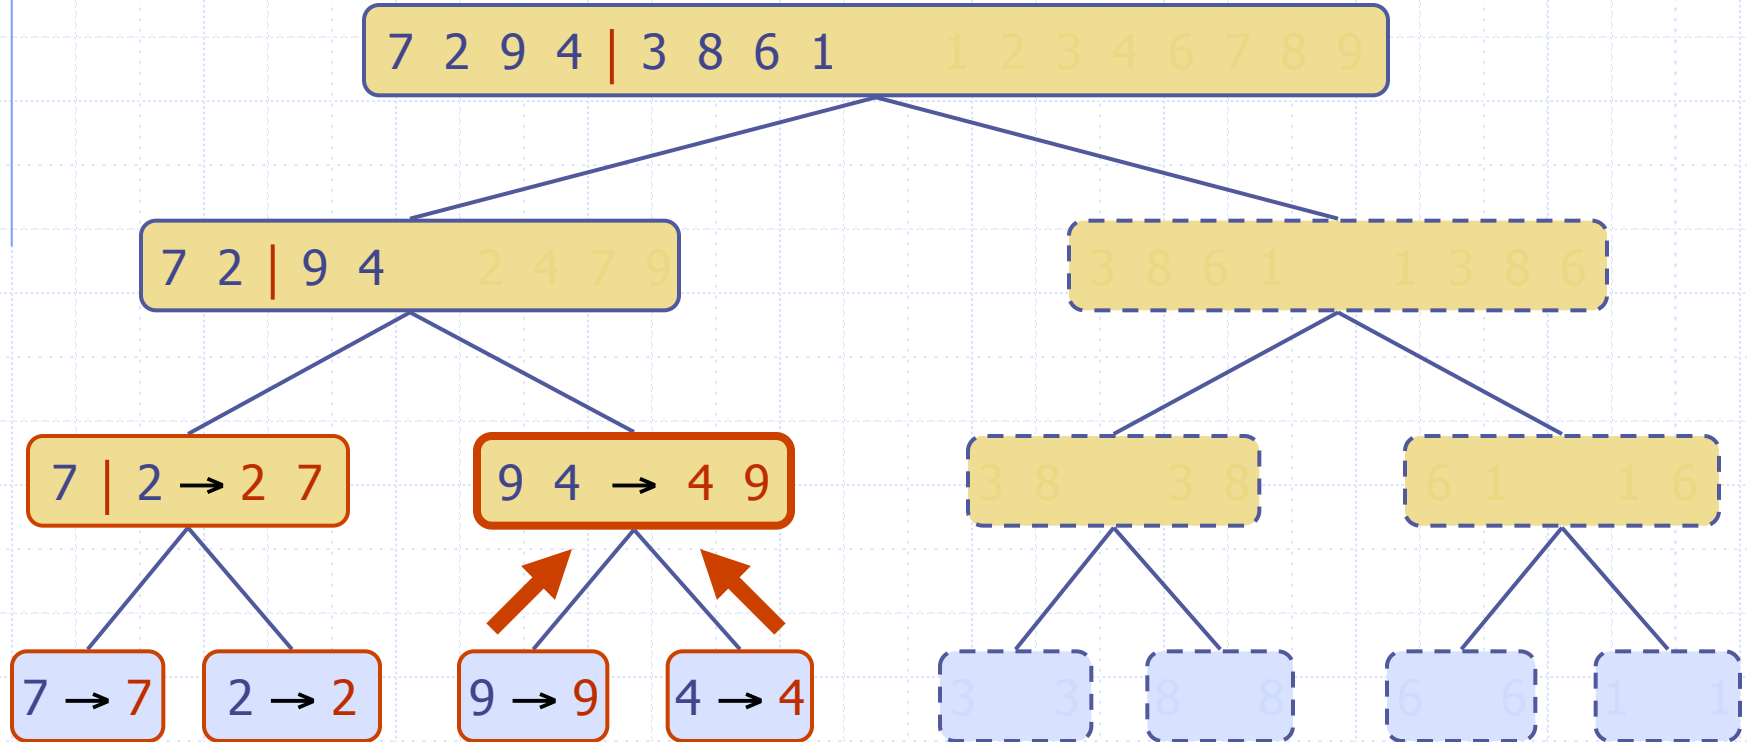 7 2 9 4 | 3 8 6 1 1 2 3 4 6 7 8 9
7 2 | 9 4 2 4 7 9
3 8 6 1 1 3 8 6
7 | 2 → 2 7
9 4 → 4 9
3 8 3 8
6 1 1 6
7 → 7
2 → 2
9 → 9
4 → 4
3 3
8 8
6 6
1 1